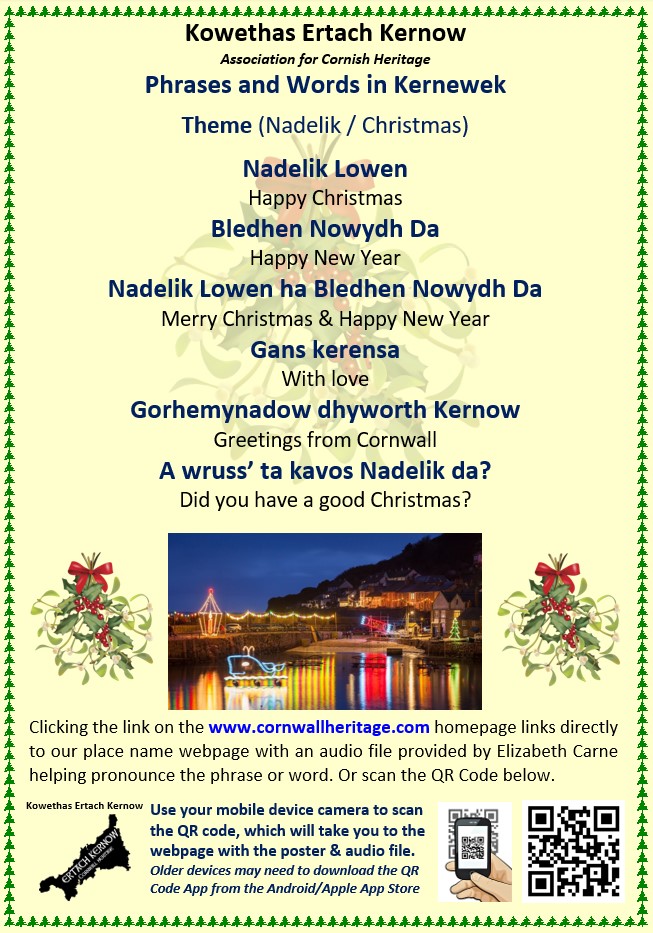 Kowethas Ertach Kernow
Association for Cornish Heritage
Phrases and Words in Kernewek
Theme (Nadelik / Christmas)
Nadelik Lowen
Happy Christmas
Bledhen Nowydh Da
Happy New Year
Nadelik Lowen ha Bledhen Nowydh Da
Merry Christmas & Happy New Year
Gans kerensa
With love
Gorhemynadow dhyworth Kernow
Greetings from Cornwall
A wruss’ ta kavos Nadelik da?
Did you have a good Christmas?
Clicking the link on the www.cornwallheritage.com homepage links directly
to our place name webpage with an audio file provided by Elizabeth Carne
helping pronounce the phrase or word. Or scan the QR Code below.
Kowethas Ertach Kernow
ERTACH KERNOW
Use your mobile device camera to scan
the QR code, which will take you to the
webpage with the poster & audio file.
Older devices may need to download the QR
Code App from the Android/Apple App Store